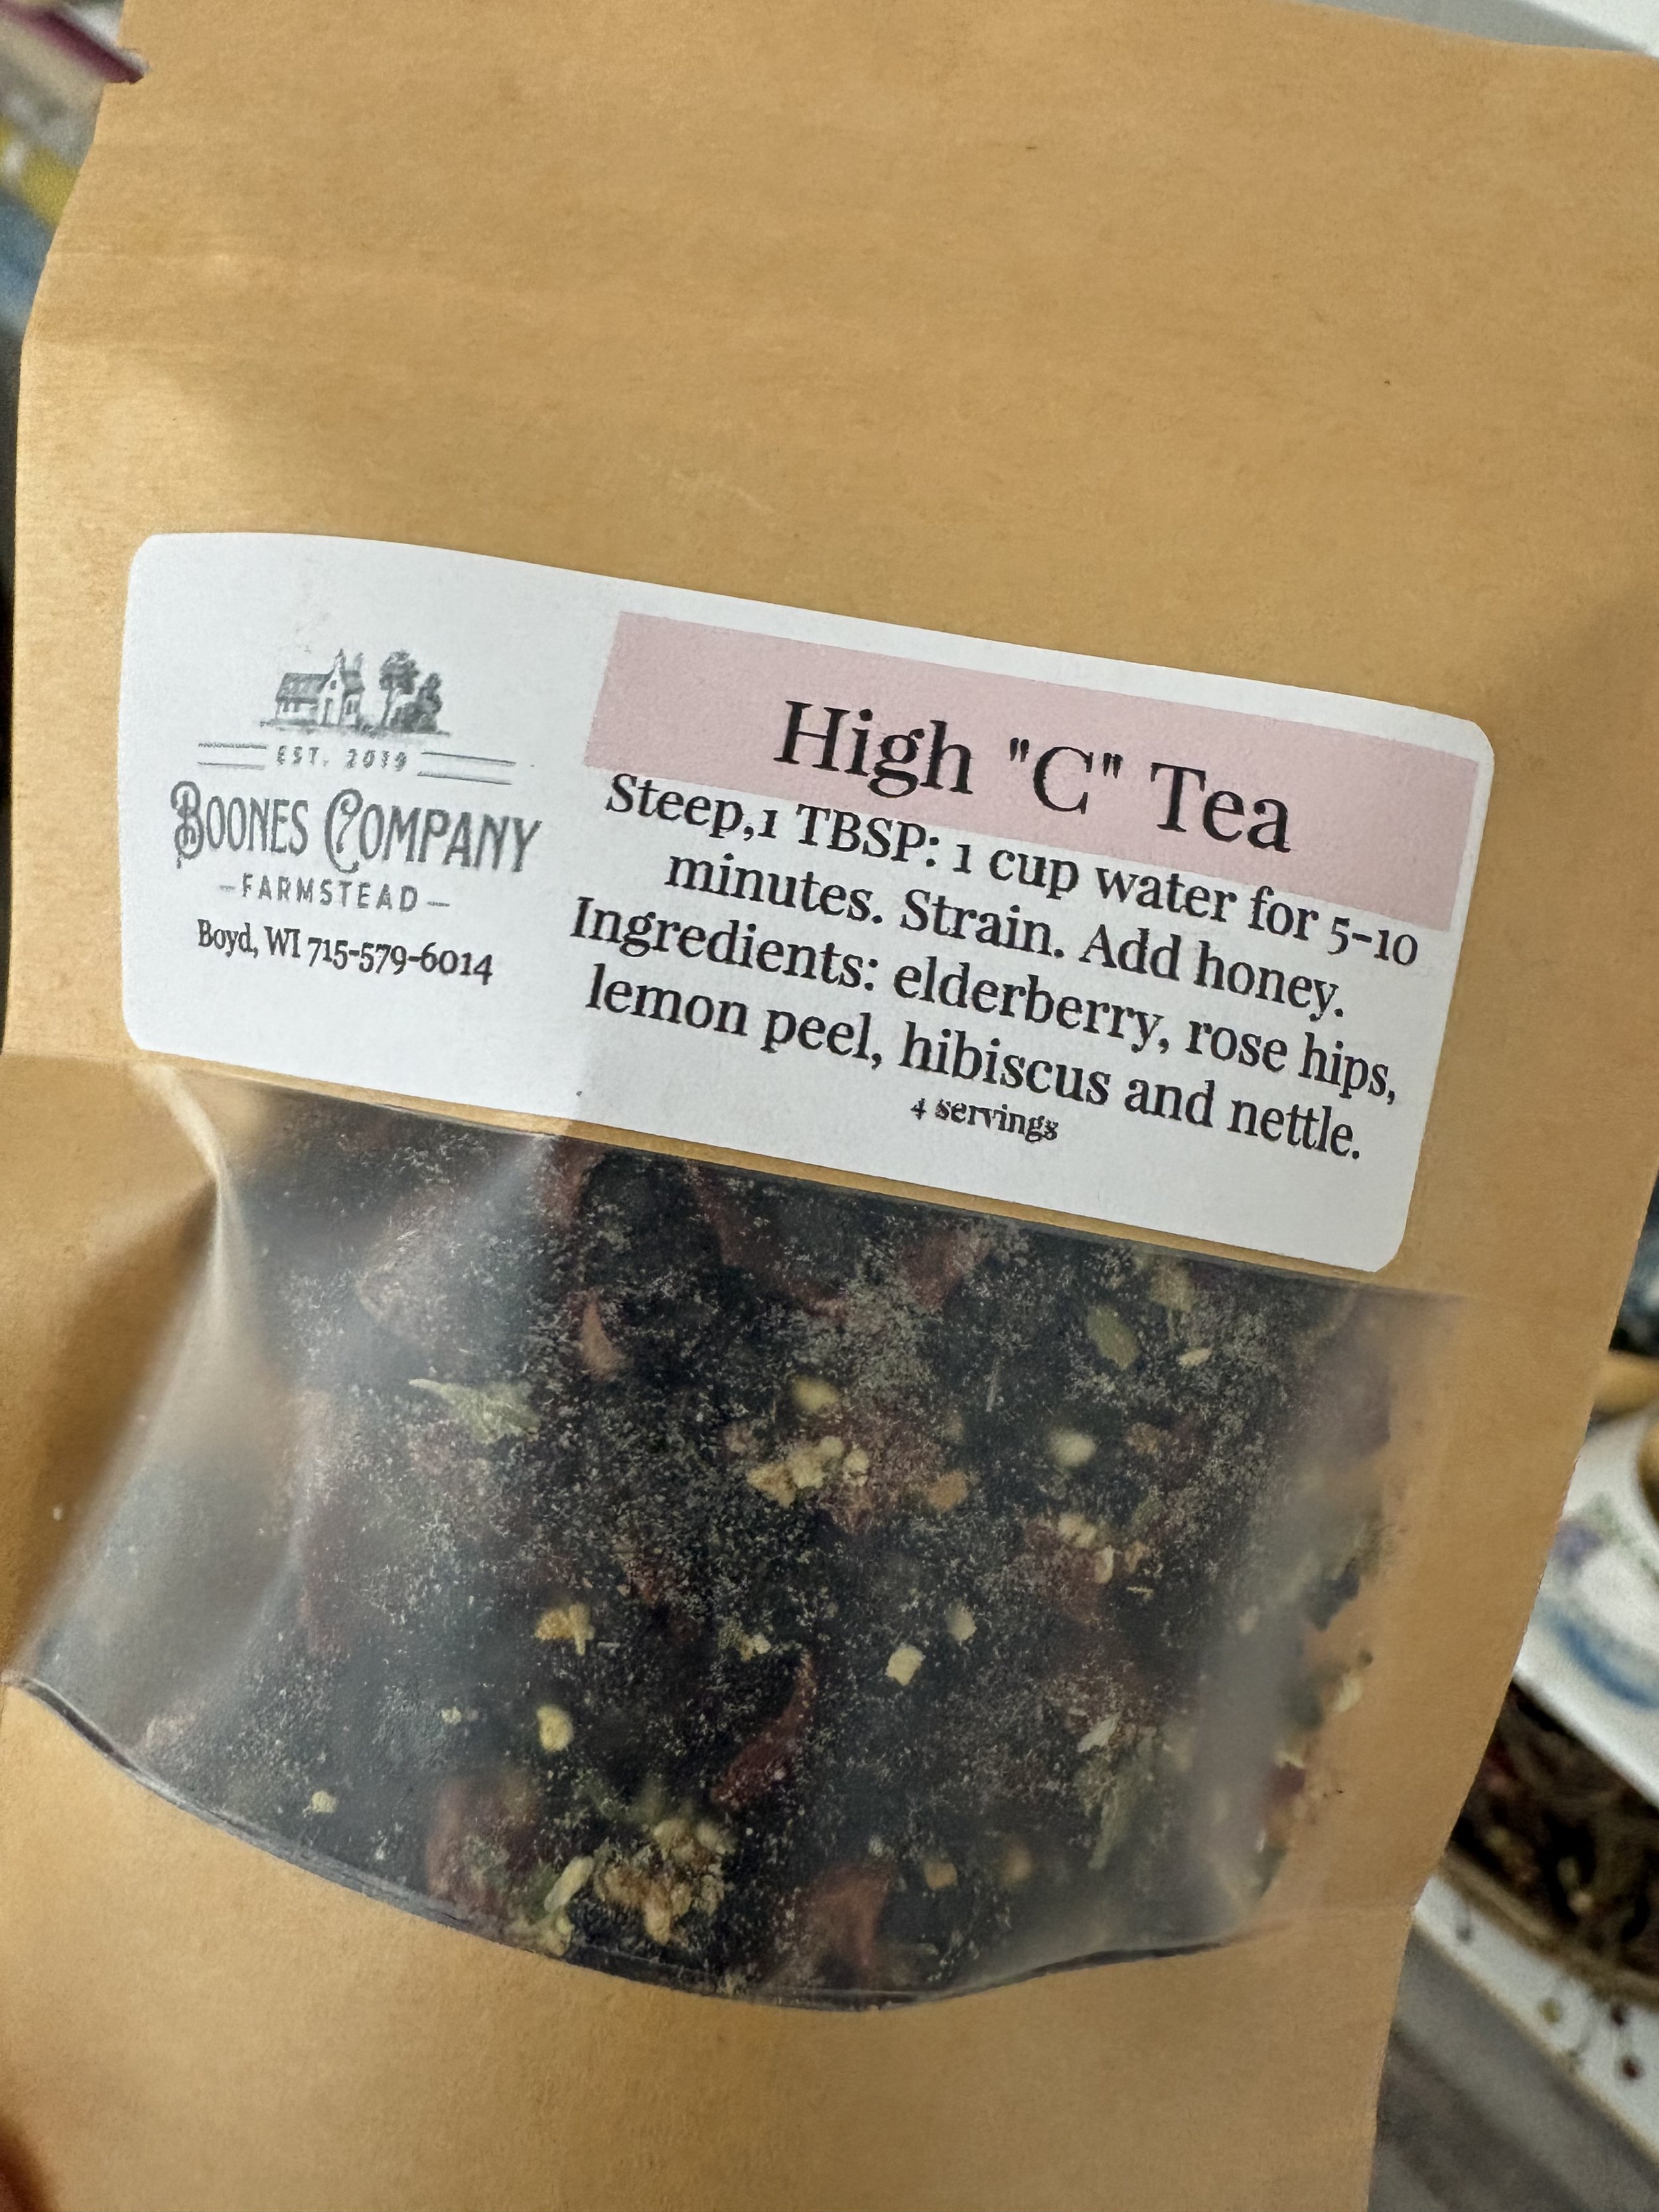 EST. 2019
BOONES COMPANY
-FARMSTEAD-
Boyd, WI 715-579-6014
High "C" Tea
Steep,1 TBSP: 1 cup water for 5-10
minutes. Strain. Add honey.
Ingredients: elderberry, rose hips,
lemon peel, hibiscus and nettle.
4 servings